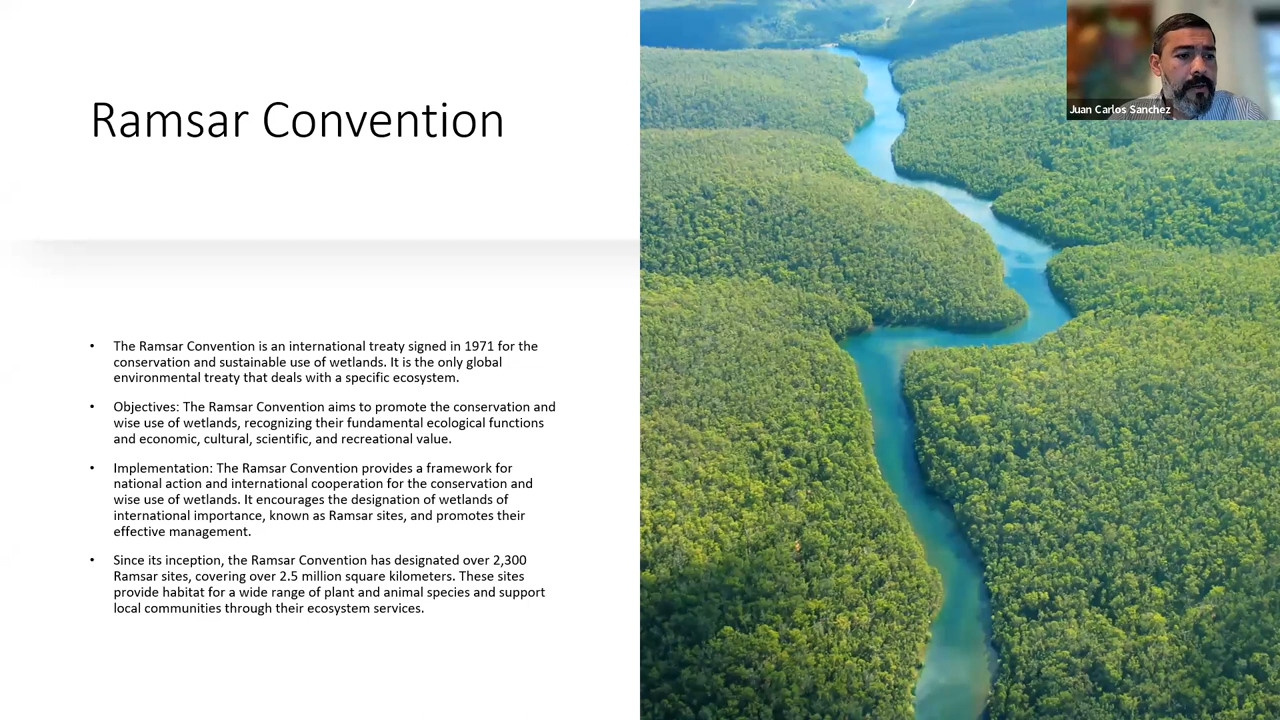 Ramsar Convention
Juan Carlos Sanchez
• The Ramsar Convention is an international treaty signed in 1971 for the
conservation and sustainable use of wetlands. It is the only global
environmental treaty that deals with a specific ecosystem.
• Objectives: The Ramsar Convention aims to promote the conservation and
wise use of wetlands, recognizing their fundamental ecological functions
and economic, cultural, scientific, and recreational value.
• Implementation: The Ramsar Convention provides a framework for
national action and international cooperation for the conservation and
wise use of wetlands. It encourages the designation of wetlands of
international importance, known as Ramsar sites, and promotes their
effective management.
• Since its inception, the Ramsar Convention has designated over 2,300
Ramsar sites, covering over 2.5 million square kilometers. These sites
provide habitat for a wide range of plant and animal species and support
local communities through their ecosystem services.